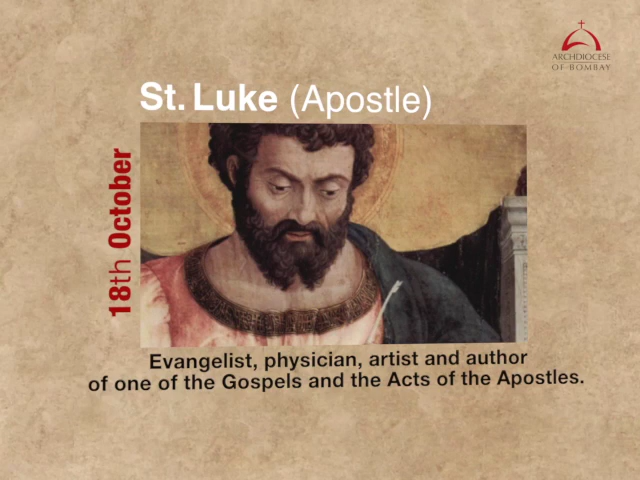 ARCHDIOCESE
OF BOMBAY
St. Luke (Apostle)
18th October
Evangelist, physician, artist and author
of one of the Gospels and the Acts of the Apostles.